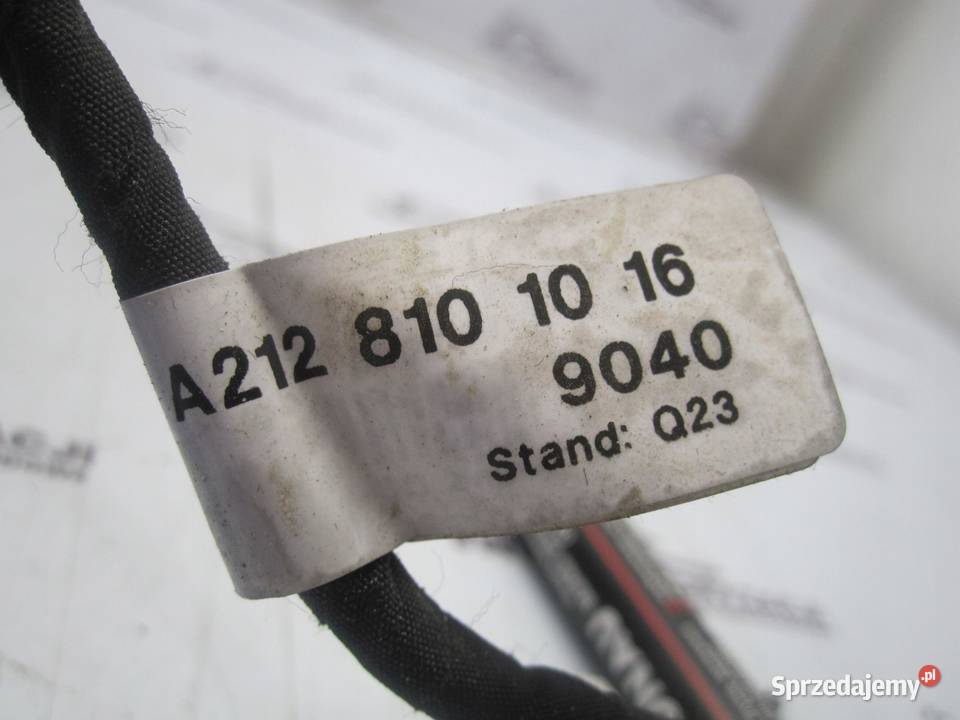 A212 810 10 16
9040
Stand: Q23
Sprzedajemy.pl